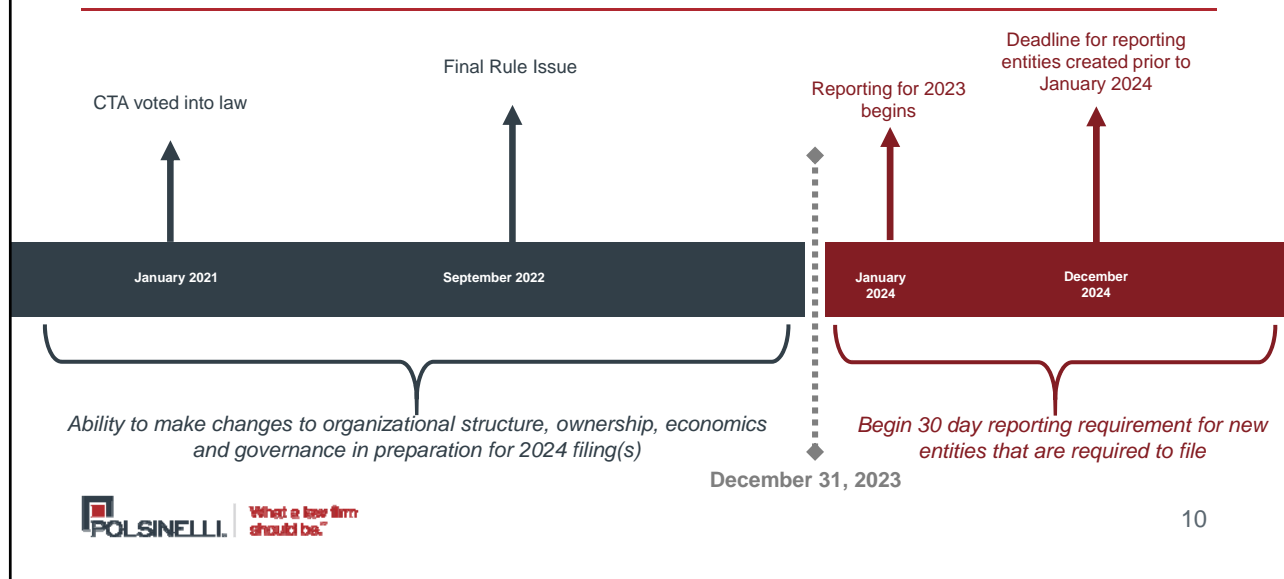 CTA voted into law
Final Rule Issue
Reporting for 2023
begins
Deadline for reporting
entities created prior to
January 2024
January 2021
September 2022
January
2024
December
2024
Ability to make changes to organizational structure, ownership, economics
and governance in preparation for 2024 filing(s)
Begin 30 day reporting requirement for new
entities that are required to file
December 31, 2023
POLSINELLI.
What a law firm
should be.™
10